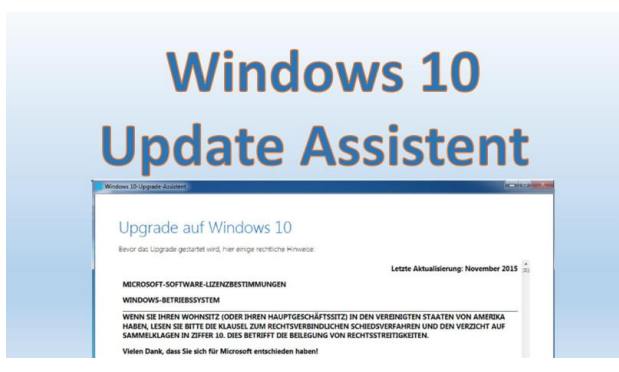 Windows 10
Update Assistent
Windows 10-Upgrade-Assistent
Upgrade auf Windows 10
Bevor das Upgrade gestartet wird, hier einige rechtliche Hinweise:
Letzte Aktualisierung: November 2015
MICROSOFT-SOFTWARE-LIZENZBESTIMMUNGEN
WINDOWS-BETRIEBSSYSTEM
WENN SIE IHREN WOHNSITZ (ODER IHREN HAUPTGESCHÄFTSSITZ) IN DEN VEREINIGTEN STAATEN VON AMERIKA
HABEN, LESEN SIE BITTE DIE KLAUSEL ZUM RECHTSVERBINDLICHEN SCHIEDSVERFAHREN UND DEN VERZICHT AUF
SAMMELKLAGEN IN ZIFFER 10. DIES BETRIFFT DIE BEILEGUNG VON RECHTSSTREITIGKEITEN.
Vielen Dank, dass Sie sich für Microsoft entschieden haben!